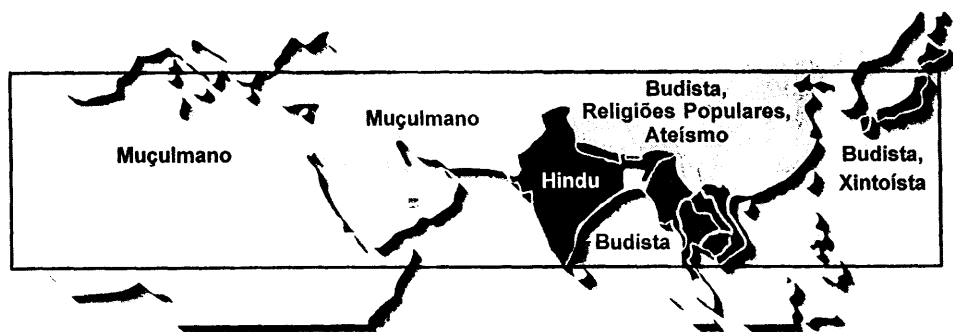 Muçulmano
Muçulmano
Hindu
Budista,
Religiões Populares,
Ateísmo
Budista
Budista,
Xintoísta